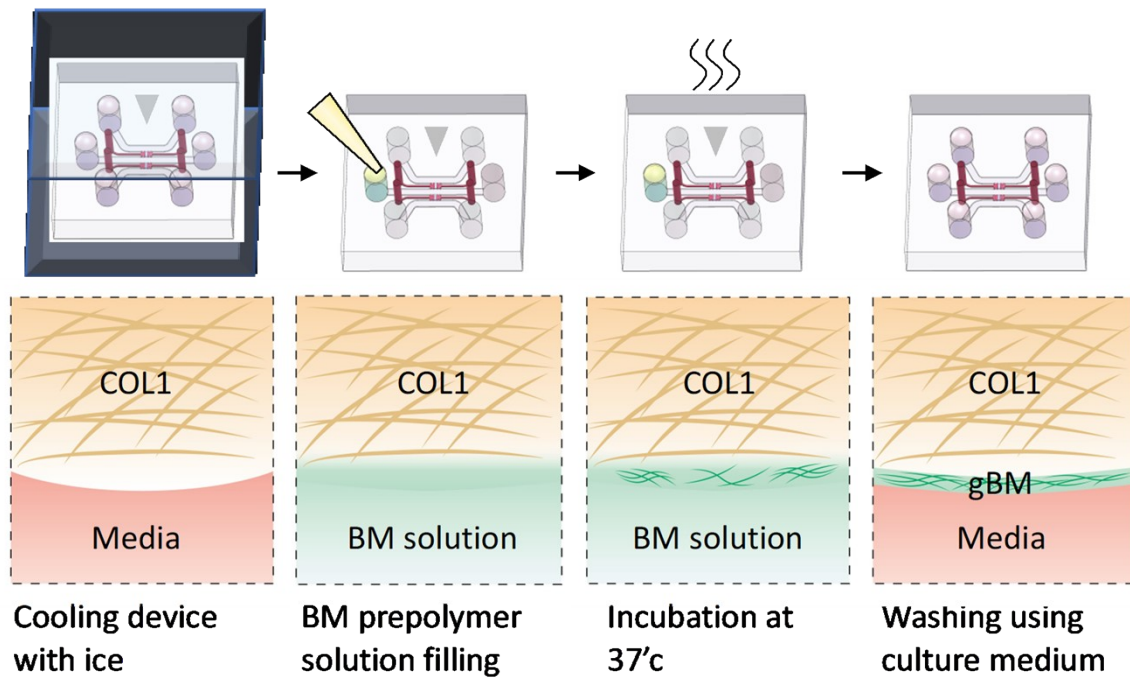 COL1
Media
COL1
BM solution
COL1
BM solution
COL1
gBM
Media
Cooling device
with ice
BM prepolymer
solution filling
Incubation at
37'c
Washing using
culture medium